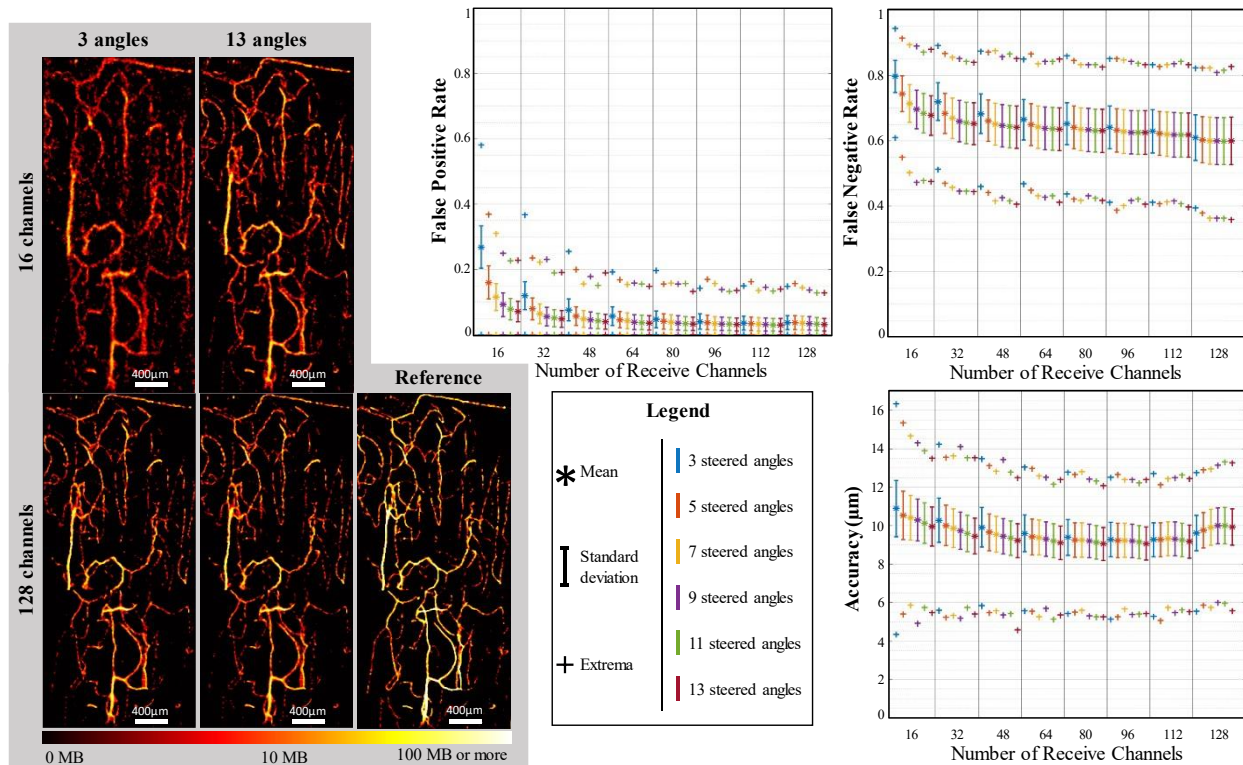 3 angles
13 angles
16 channels
400µm
400µm
Reference
128 channels
400µm
400µm
400µm
0 MB
10 MB
100 MB or more
False Positive Rate
1
0.8
0.6
0.4
0.2
0
16
32
48
64
80
96
112
128
Number of Receive Channels
False Negative Rate
1
0.8
0.6
0.4
0.2
0
16
32
48
64
80
96
112
128
Number of Receive Channels
Legend
Mean
Standard
deviation
Extrema
3 steered angles
5 steered angles
7 steered angles
9 steered angles
11 steered angles
13 steered angles
Accuracy (µm)
16
14
12
10
8
6
4
2
0
16
32
48
64
80
96
112
128
Number of Receive Channels